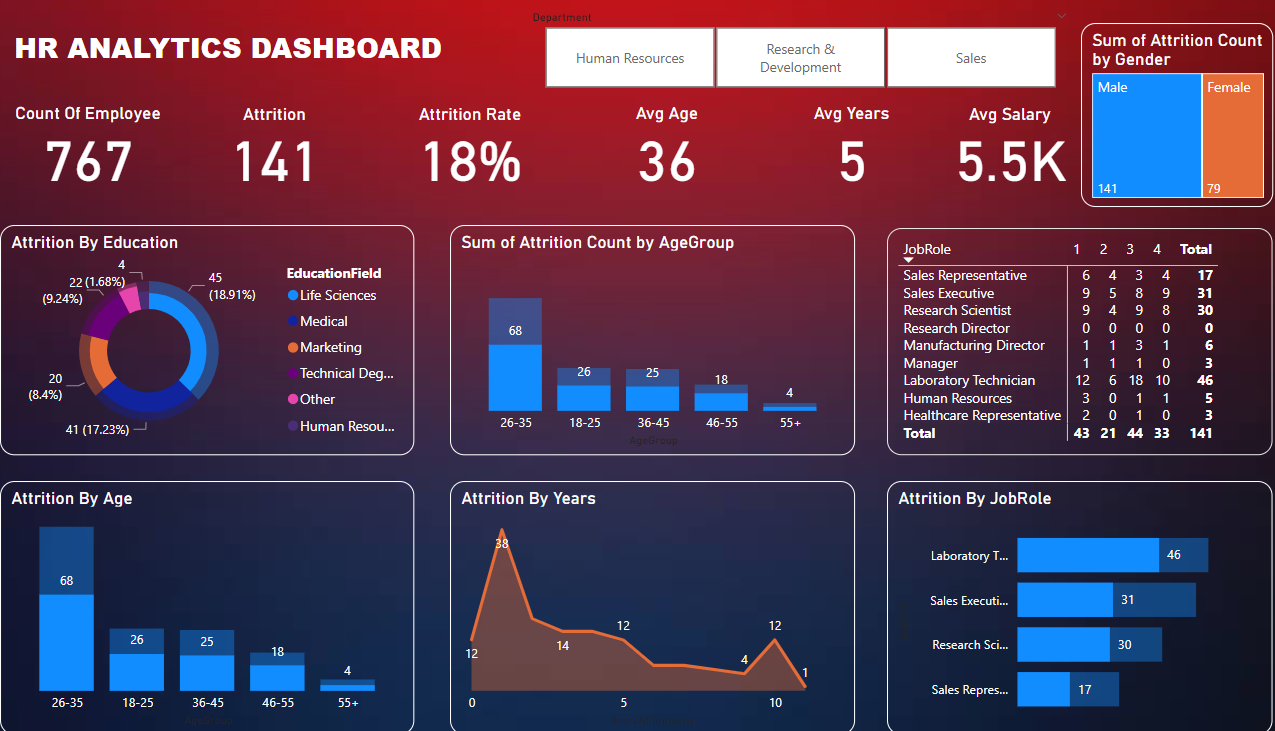 Department
HR ANALYTICS DASHBOARD
Human Resources
Research &
Development
Sales
Sum of Attrition Count
by Gender
Male
Female
141
79
Count Of Employee
767
Attrition
141
Attrition Rate
18%
Avg Age
36
Avg Years
5
Avg Salary
5.5K
Attrition By Education
4
(1.68%)
22
(9.24%)
45
(18.91%)
20
(8.4%)
41 (17.23%)
EducationField
Life Sciences
Medical
Marketing
Technical Deg...
Other
Human Resou...
Sum of Attrition Count by AgeGroup
68
26
25
18
4
26-35 18-25 36-45 46-55 55+
AgeGroup
JobRole 1 2 3 4 Total
Sales Representative 6 4 3 4 17
Sales Executive 9 5 8 9 31
Research Scientist 9 4 9 8 30
Research Director 0 0 0 0 0
Manufacturing Director 1 1 3 1 6
Manager 1 1 1 0 3
Laboratory Technician 12 6 18 10 46
Human Resources 3 0 1 1 5
Healthcare Representative 2 0 1 0 3
Total 43 21 44 33 141
Attrition By Age
68
26
25
18
4
26-35 18-25 36-45 46-55 55+
AgeGroup
Attrition By Years
38
12
14
12
4
12
1
0 5 10
Attrition By JobRole
Laboratory T... 46
Sales Executi... 31
Research Sci... 30
Sales Repres... 17